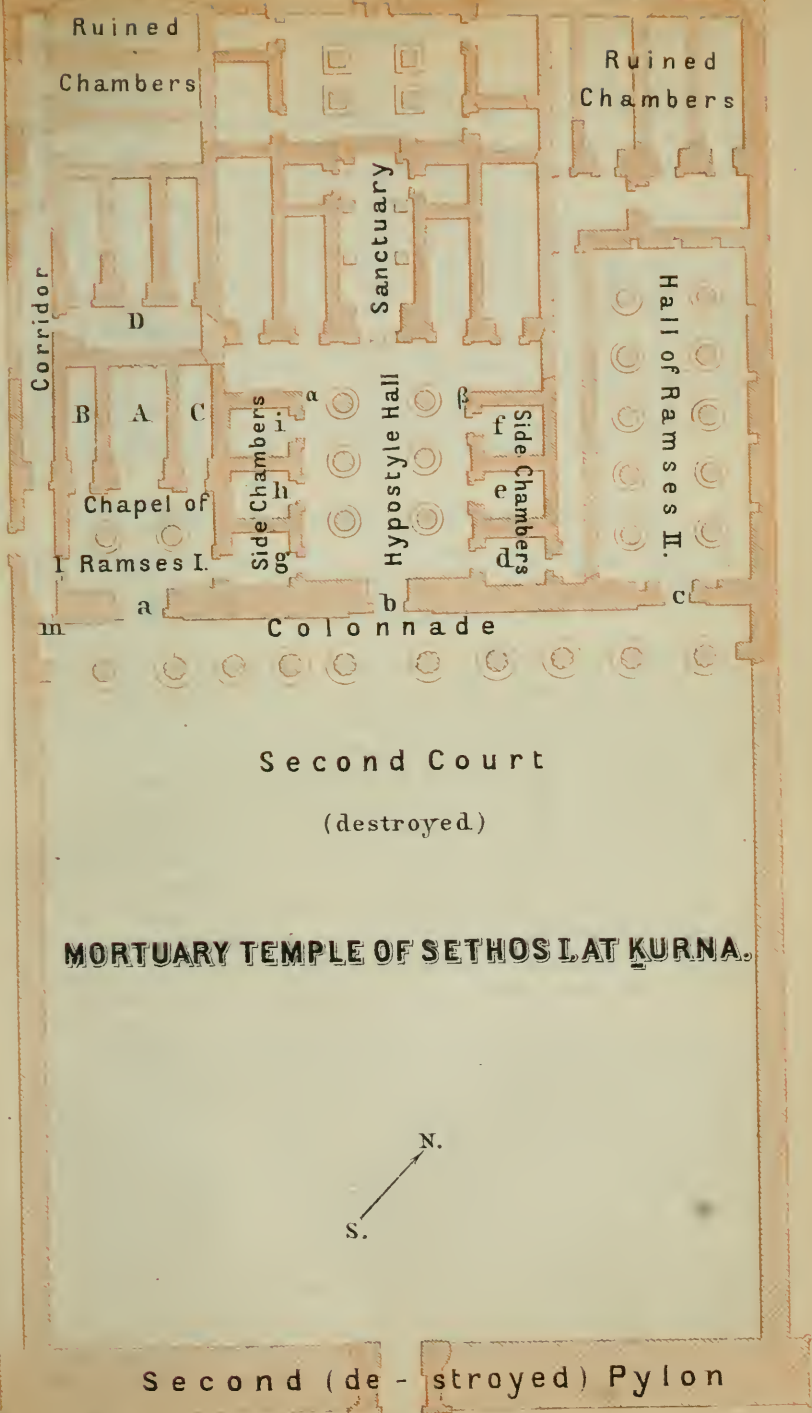 Ruined
Chambers
Ruined
Chambers
Sanctuary
Corridor
D
Hall of Ramses II.
B
A
C
Side Chambers
i
α
Hypostyle Hall
β
f
Side Chambers
h
e
Chapel of
Ramses I.
l
g
d
a
b
c
m
Colonnade
Second Court
(destroyed)
MORTUARY TEMPLE OF SETHOS I. AT ḲURNA.
N.
S.
Second (de-stroyed) Pylon